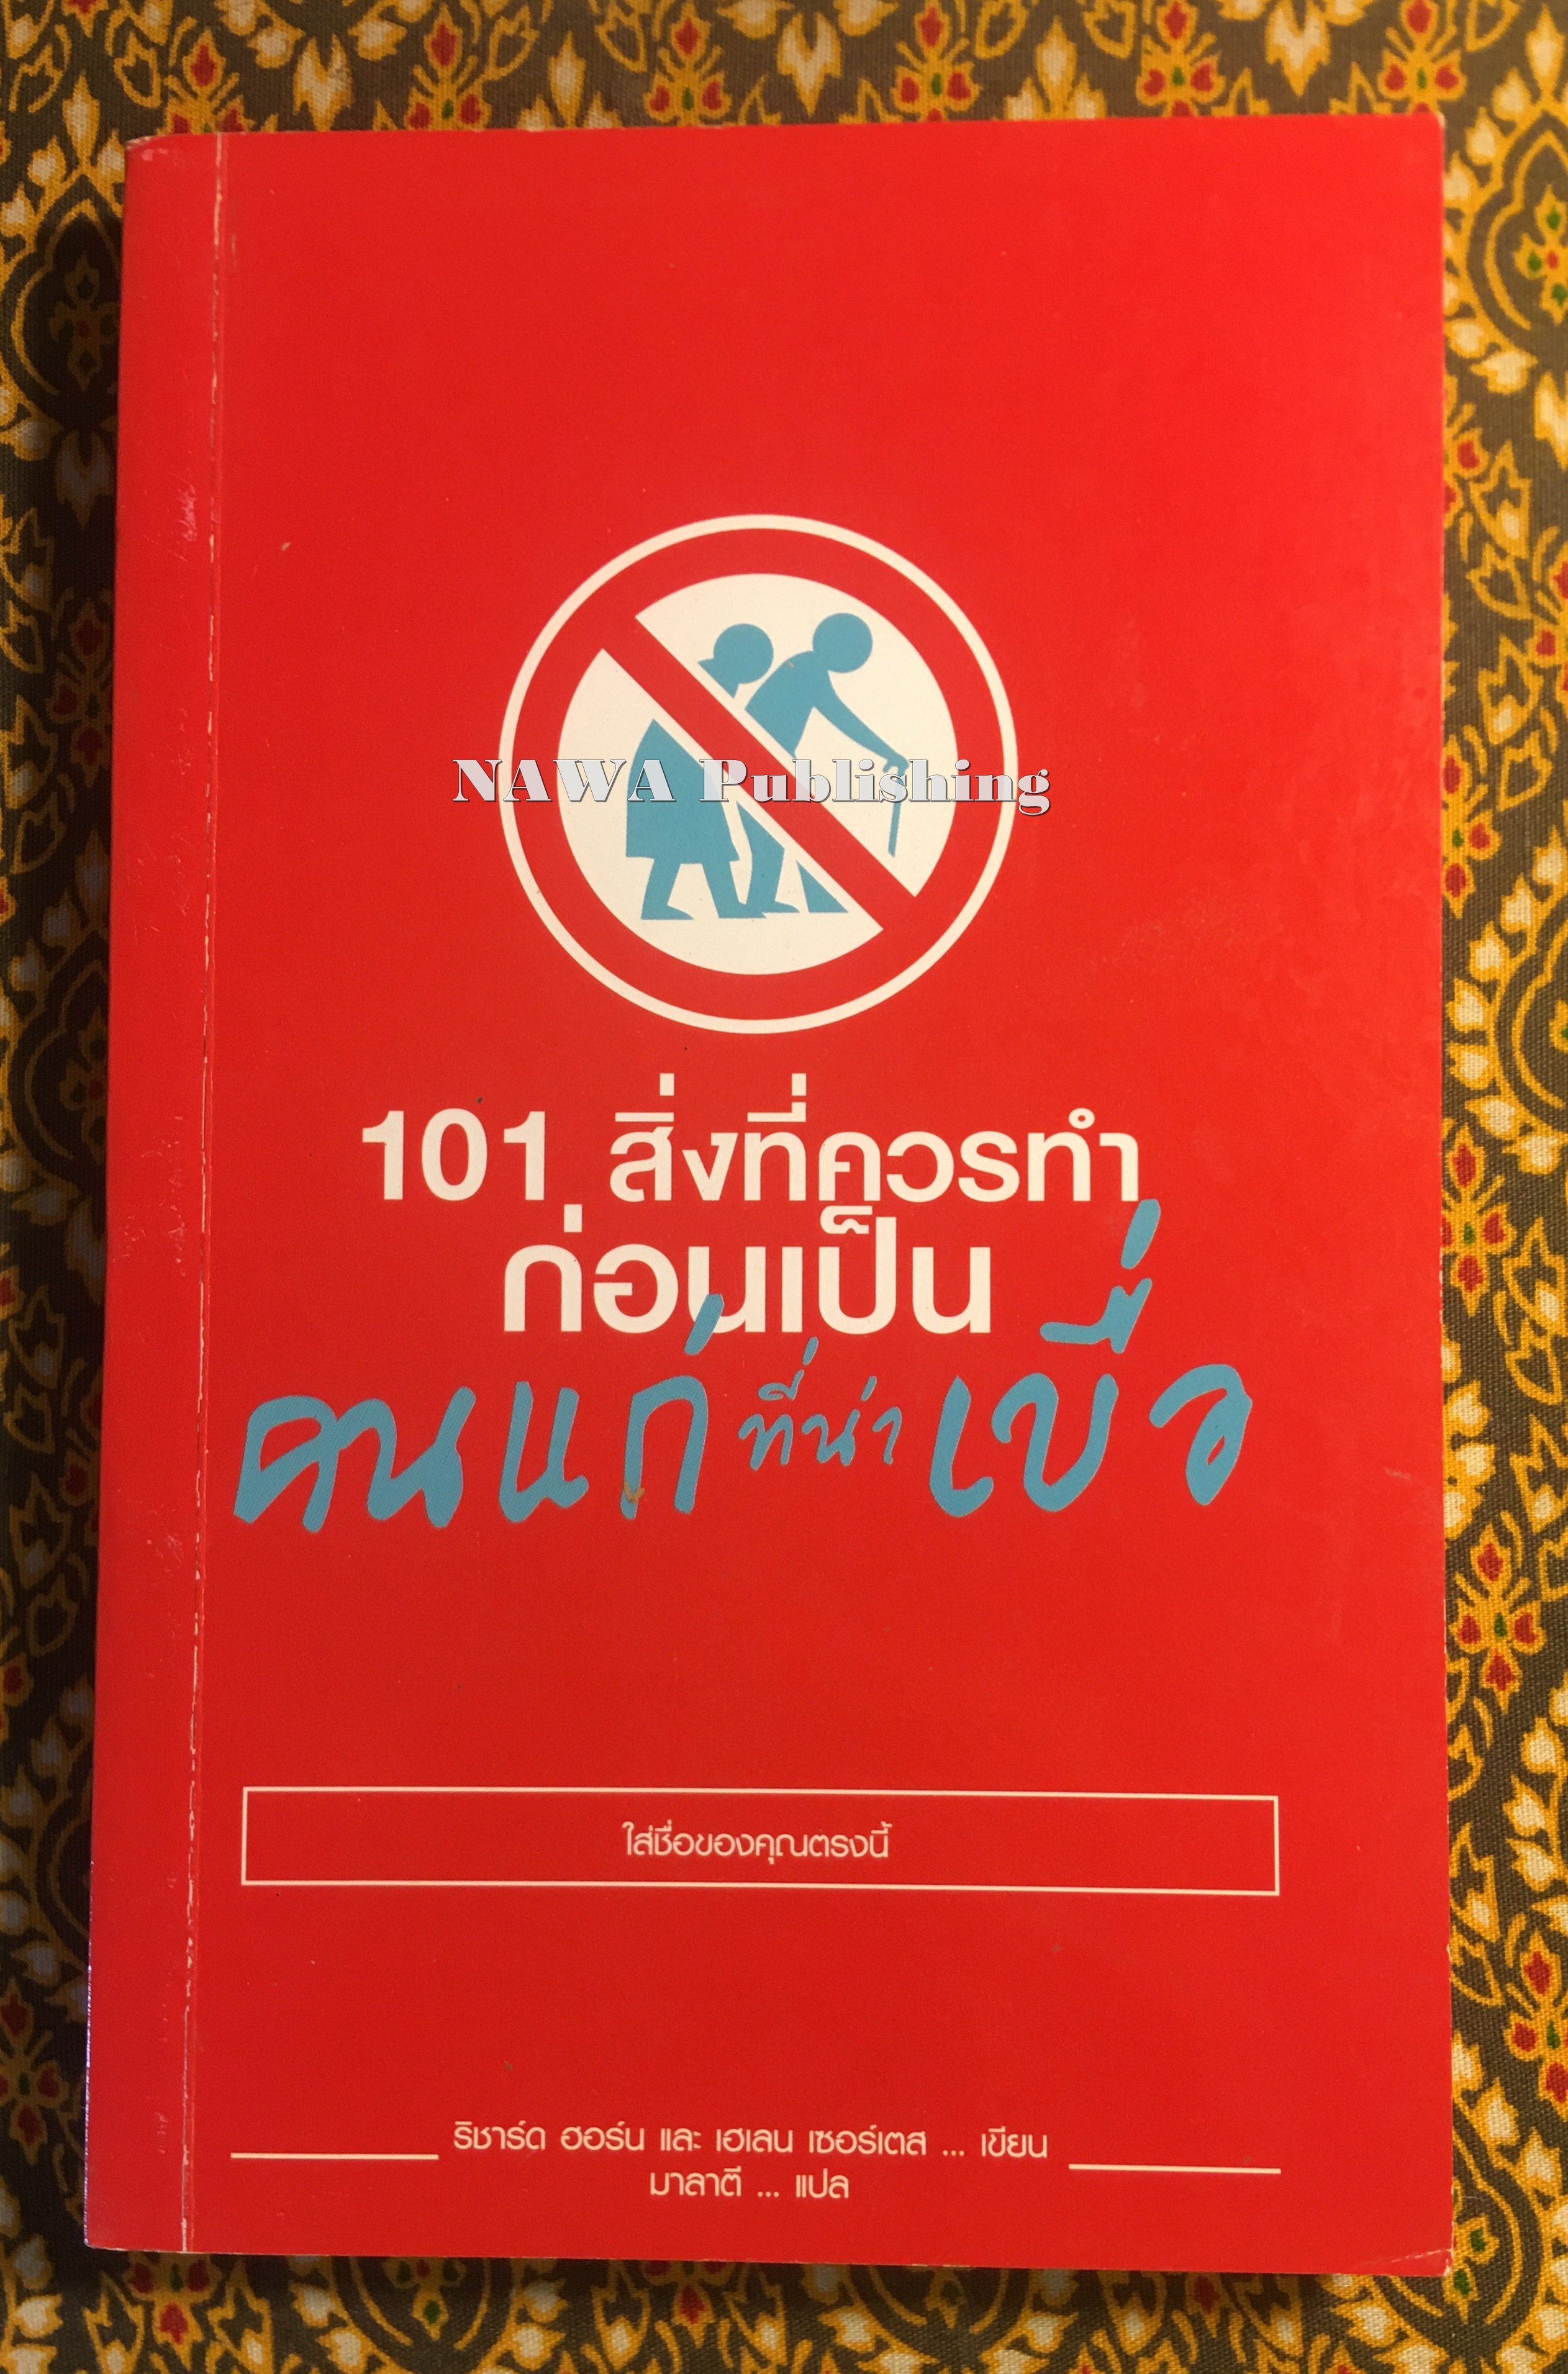 NAWA Publishing
101 สิ่งที่ควรทำ
ก่อนเป็น
คนแก่ที่น่าเบื่อ
ใส่ชื่อของคุณตรงนี้
ริชาร์ด ฮอร์น และ เฮเลน เซอร์เตส ... เขียน
มาลาตี ... แปล